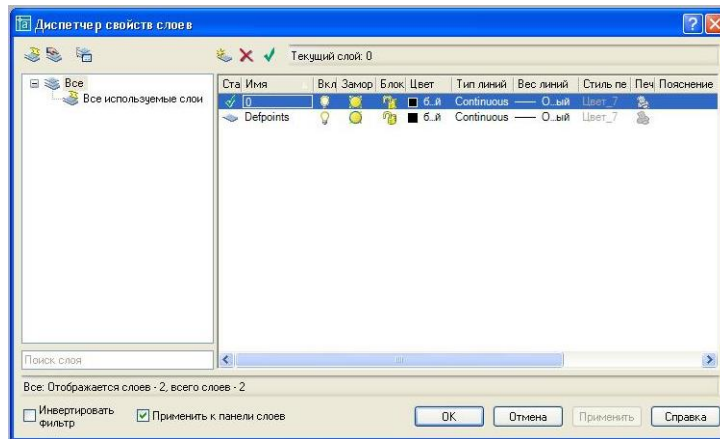 Диспетчер свойств слоев
Текущий слой: 0
Все
Все используемые слои
Ста Имя Вкл Замор Блок Цвет Тип линий Вес линий Стиль пе Печ Пояснение
0 б..й Continuous О..ый Цвет_7
Defpoints б..й Continuous О..ый Цвет_7
Поиск слоя
Все: Отображается слоев - 2, всего слоев - 2
Инвертировать фильтр
Применить к панели слоев
OK Отмена Применить Справка